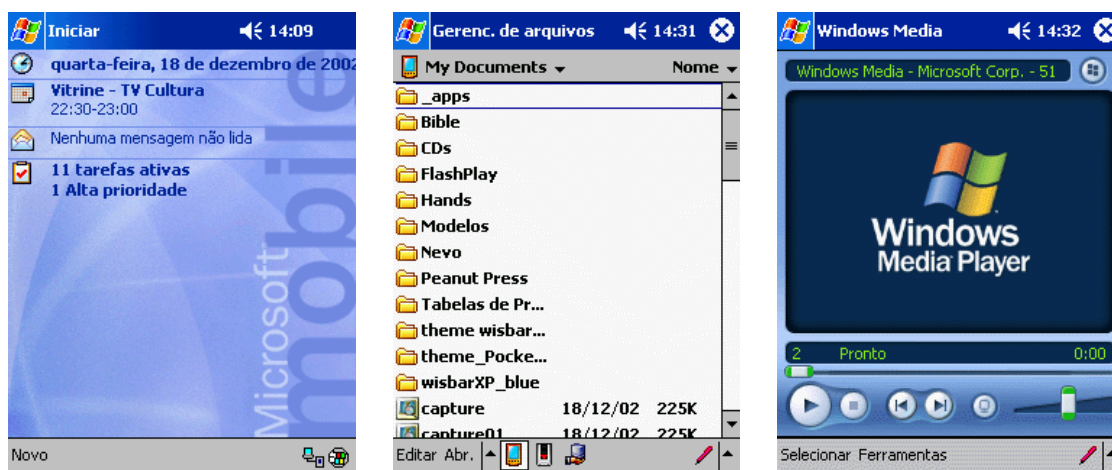 Iniciar 14:09
quarta-feira, 18 de dezembro de 2002
Vitrine - TV Cultura
22:30-23:00
Nenhuma mensagem não lida
11 tarefas ativas
1 Alta prioridade
Microsoft
mobile
Novo
Gerenc. de arquivos 14:31
My Documents Nome
_apps
Bible
CDs
FlashPlay
Hands
Modelos
Nevo
Peanut Press
Tabelas de Pr...
theme wisbar...
theme_Pocke...
wisbarXP_blue
capture 18/12/02 225K
capture01 18/12/02 225K
Editar Abr.
Windows Media 14:32
Windows Media - Microsoft Corp. - 51
Windows
Media Player
2 Pronto 0:00
Selecionar Ferramentas